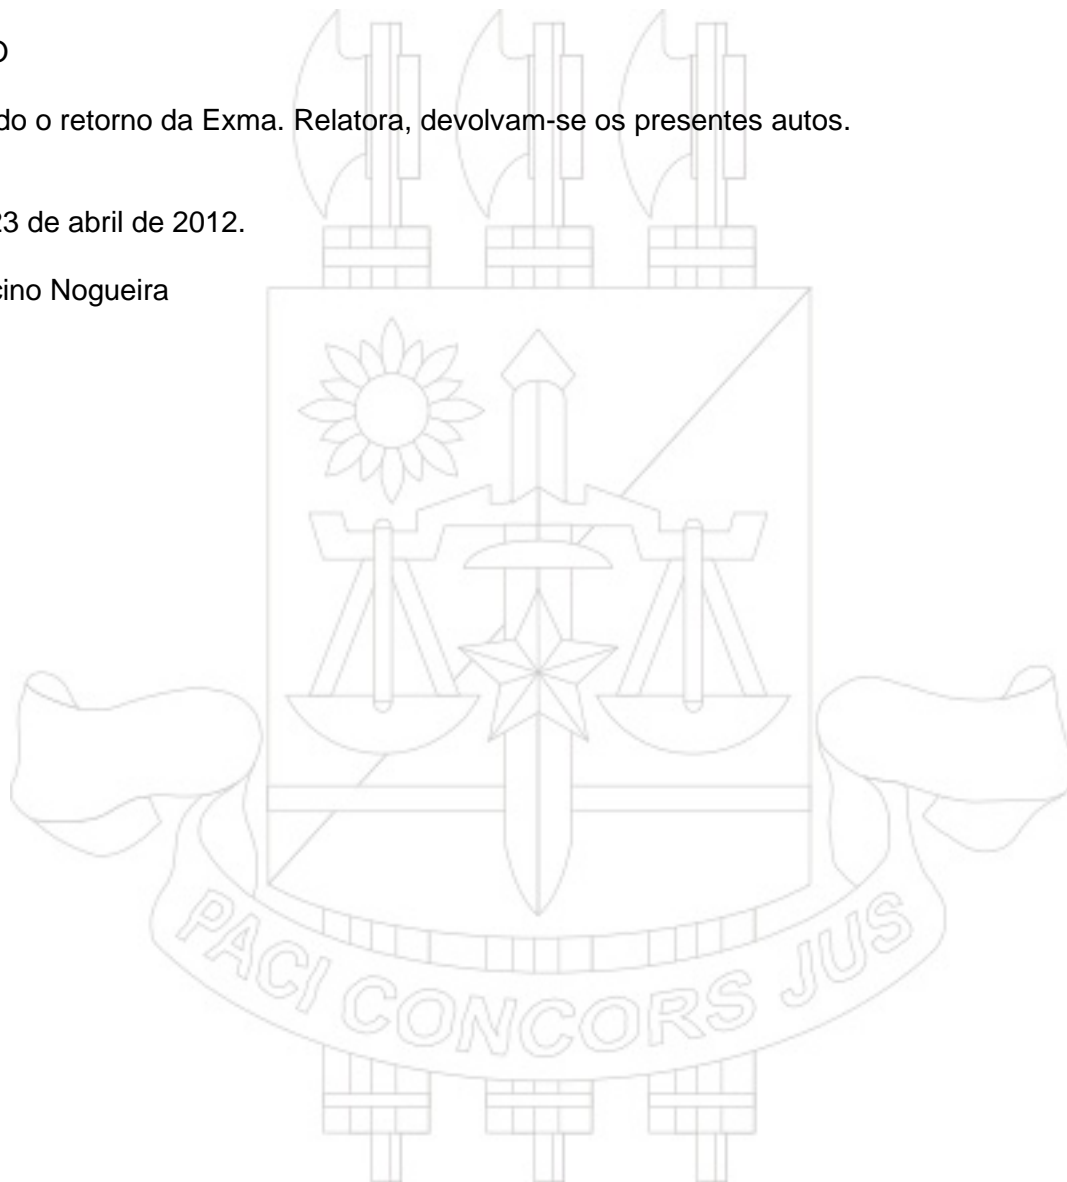 O
do o retorno da Exma. Relatora, devolvam-se os presentes autos.
23 de abril de 2012.
cino Nogueira
PACI CONCORS JUS